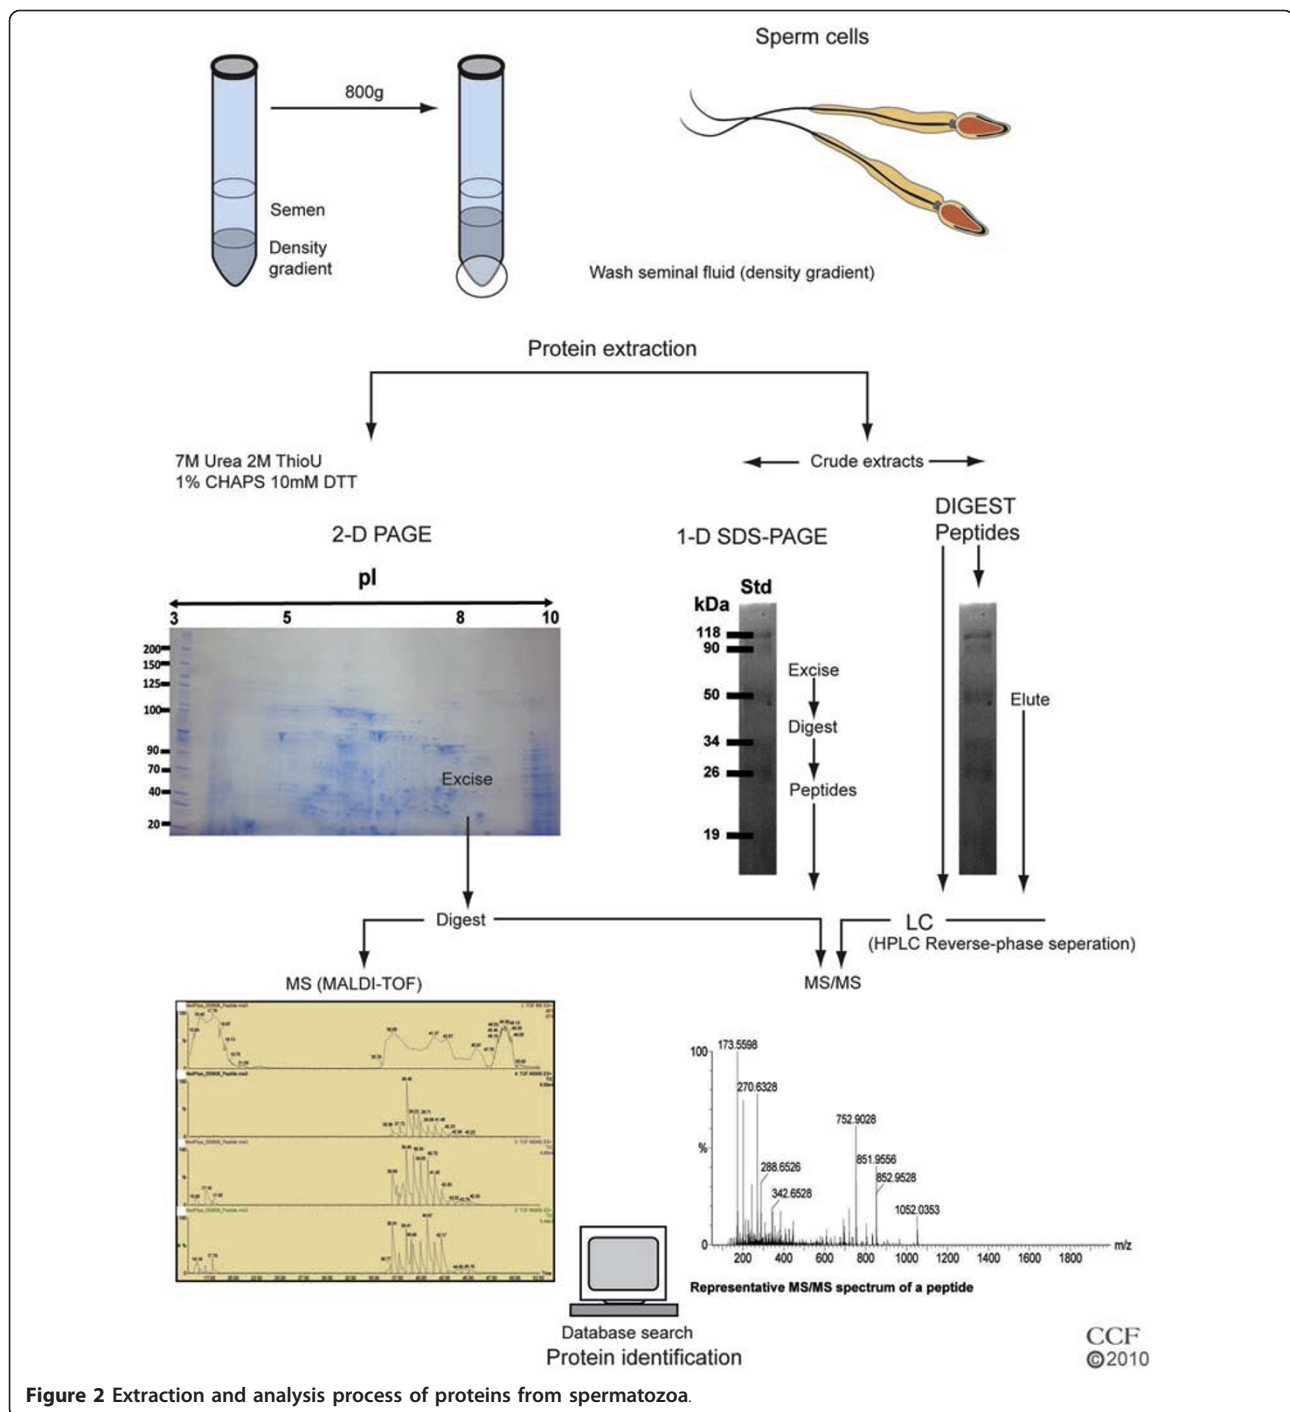 Sperm cells
800g
Semen
Density
gradient
Wash seminal fluid (density gradient)
Protein extraction
7M Urea 2M ThioU
1% CHAPS 10mM DTT
Crude extracts
DIGEST
Peptides
2-D PAGE
1-D SDS-PAGE
pI
3 5 8 10
200
150
125
100
90
70
40
20
Excise
Std
kDa
118
90
50
34
26
19
Excise
Digest
Peptides
Elute
Digest
LC
(HPLC Reverse-phase seperation)
MS (MALDI-TOF)
MS/MS
100
%
0
173.5598
270.6328
288.6526
342.6528
752.9028
851.9556
852.9528
1052.0353
200 400 600 800 1000 1200 1400 1600 1800
m/z
Representative MS/MS spectrum of a peptide
Database search
Protein identification
CCF
©2010
Figure 2 Extraction and analysis process of proteins from spermatozoa.